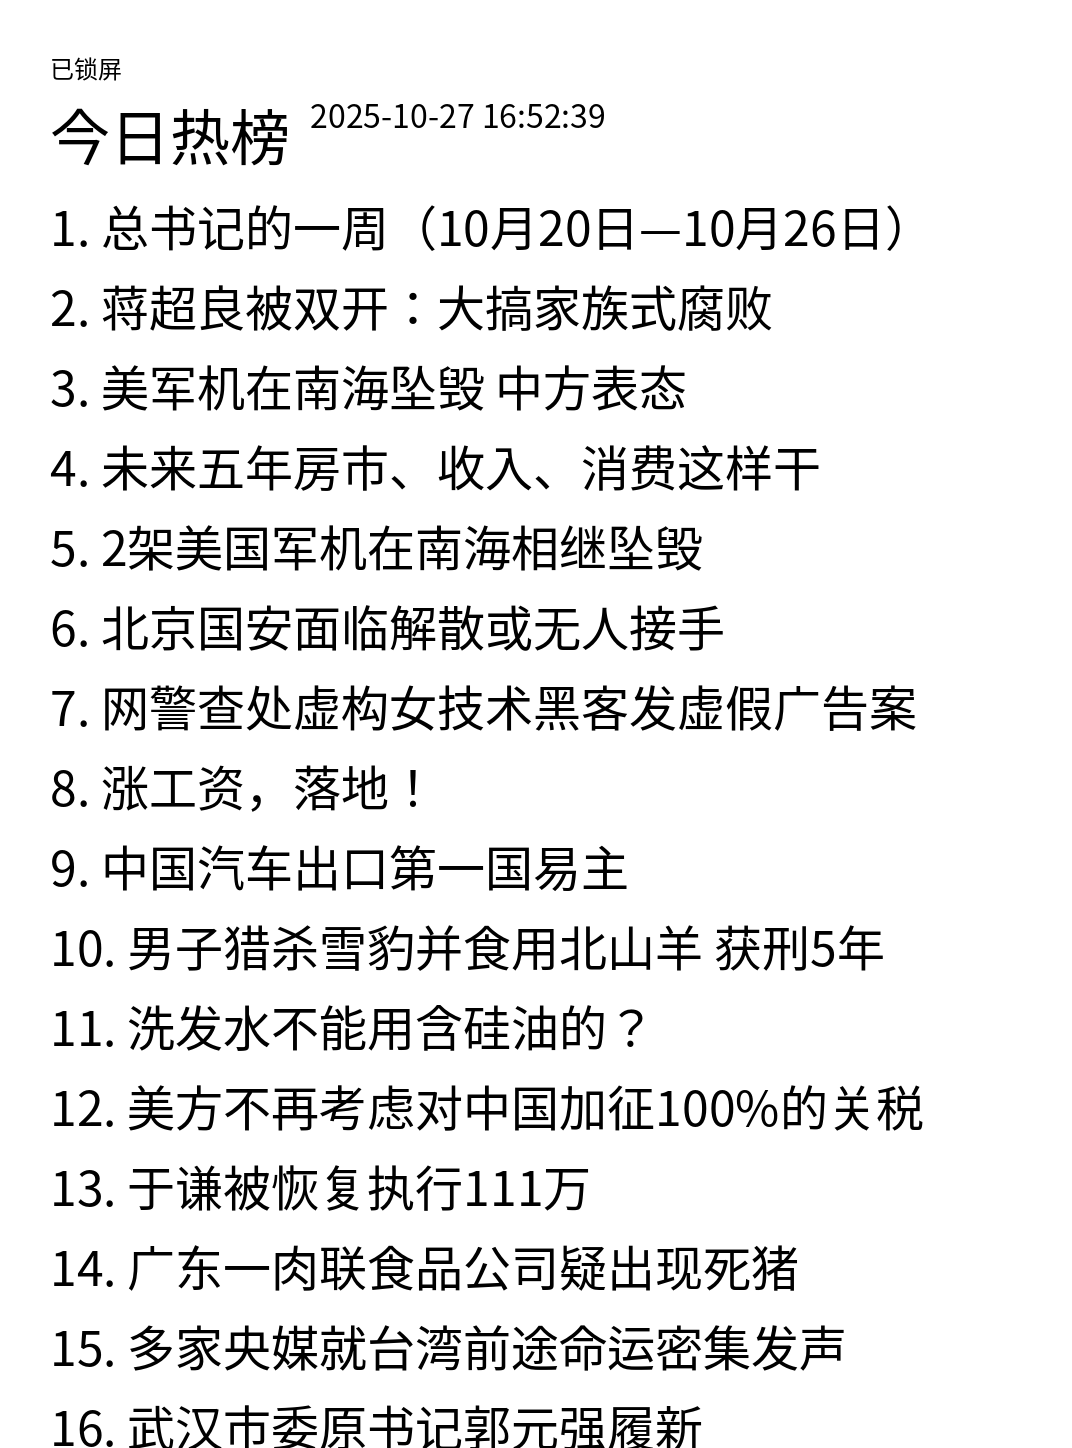 已锁屏
今日热榜 2025-10-27 16:52:39
1. 总书记的一周（10月20日—10月26日）
2. 蒋超良被双开：大搞家族式腐败
3. 美军机在南海坠毁 中方表态
4. 未来五年房市、收入、消费这样干
5. 2架美国军机在南海相继坠毁
6. 北京国安面临解散或无人接手
7. 网警查处虚构女技术黑客发虚假广告案
8. 涨工资，落地！
9. 中国汽车出口第一国易主
10. 男子猎杀雪豹并食用北山羊 获刑5年
11. 洗发水不能用含硅油的？
12. 美方不再考虑对中国加征100%的关税
13. 于谦被恢复执行111万
14. 广东一肉联食品公司疑出现死猪
15. 多家央媒就台湾前途命运密集发声
16. 武汉市委原书记郭元强履新